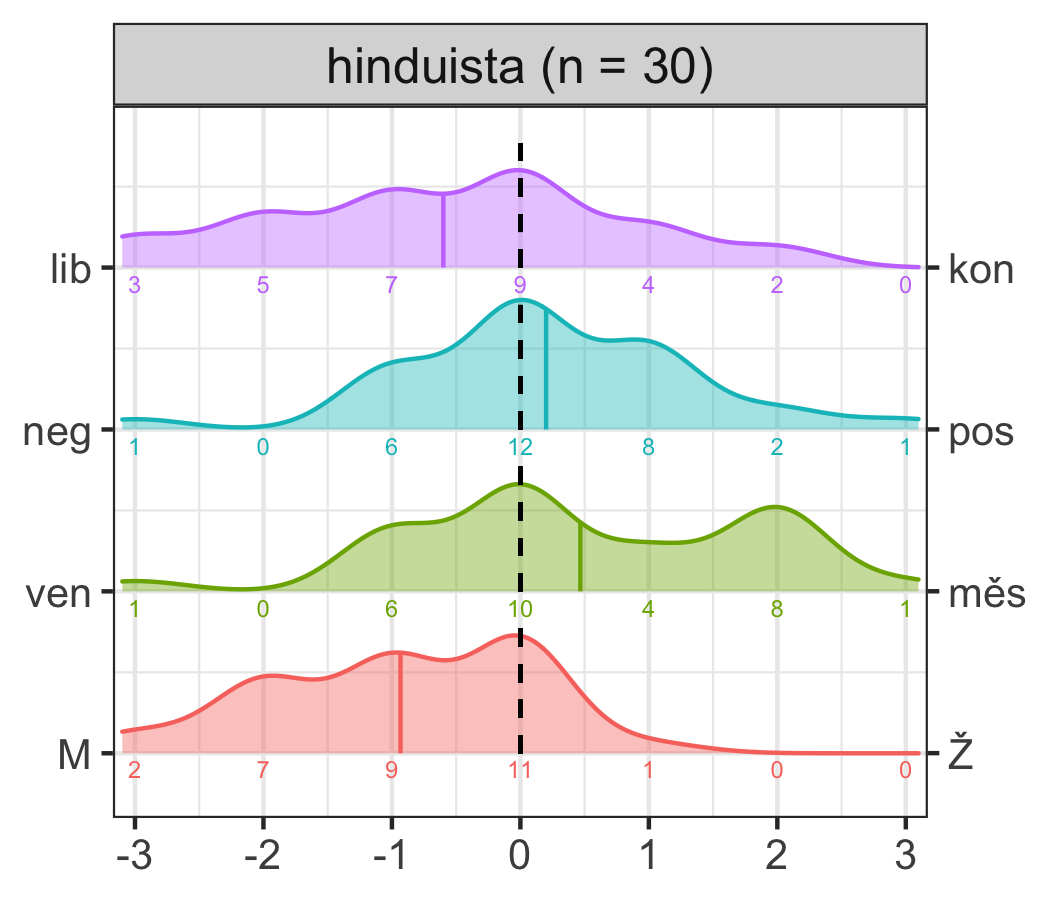 hinduista (n = 30)
lib kon
3 5 7 9 4 2 0
neg pos
1 0 6 12 8 2 1
ven měs
1 0 6 10 4 8 1
M Ž
2 7 9 11 1 0 0
-3 -2 -1 0 1 2 3